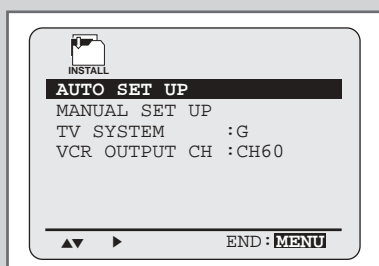 INSTALL
AUTO SET UP
MANUAL SET UP
TV SYSTEM :G
VCR OUTPUT CH :CH60
▲▼ ▶ END:MENU